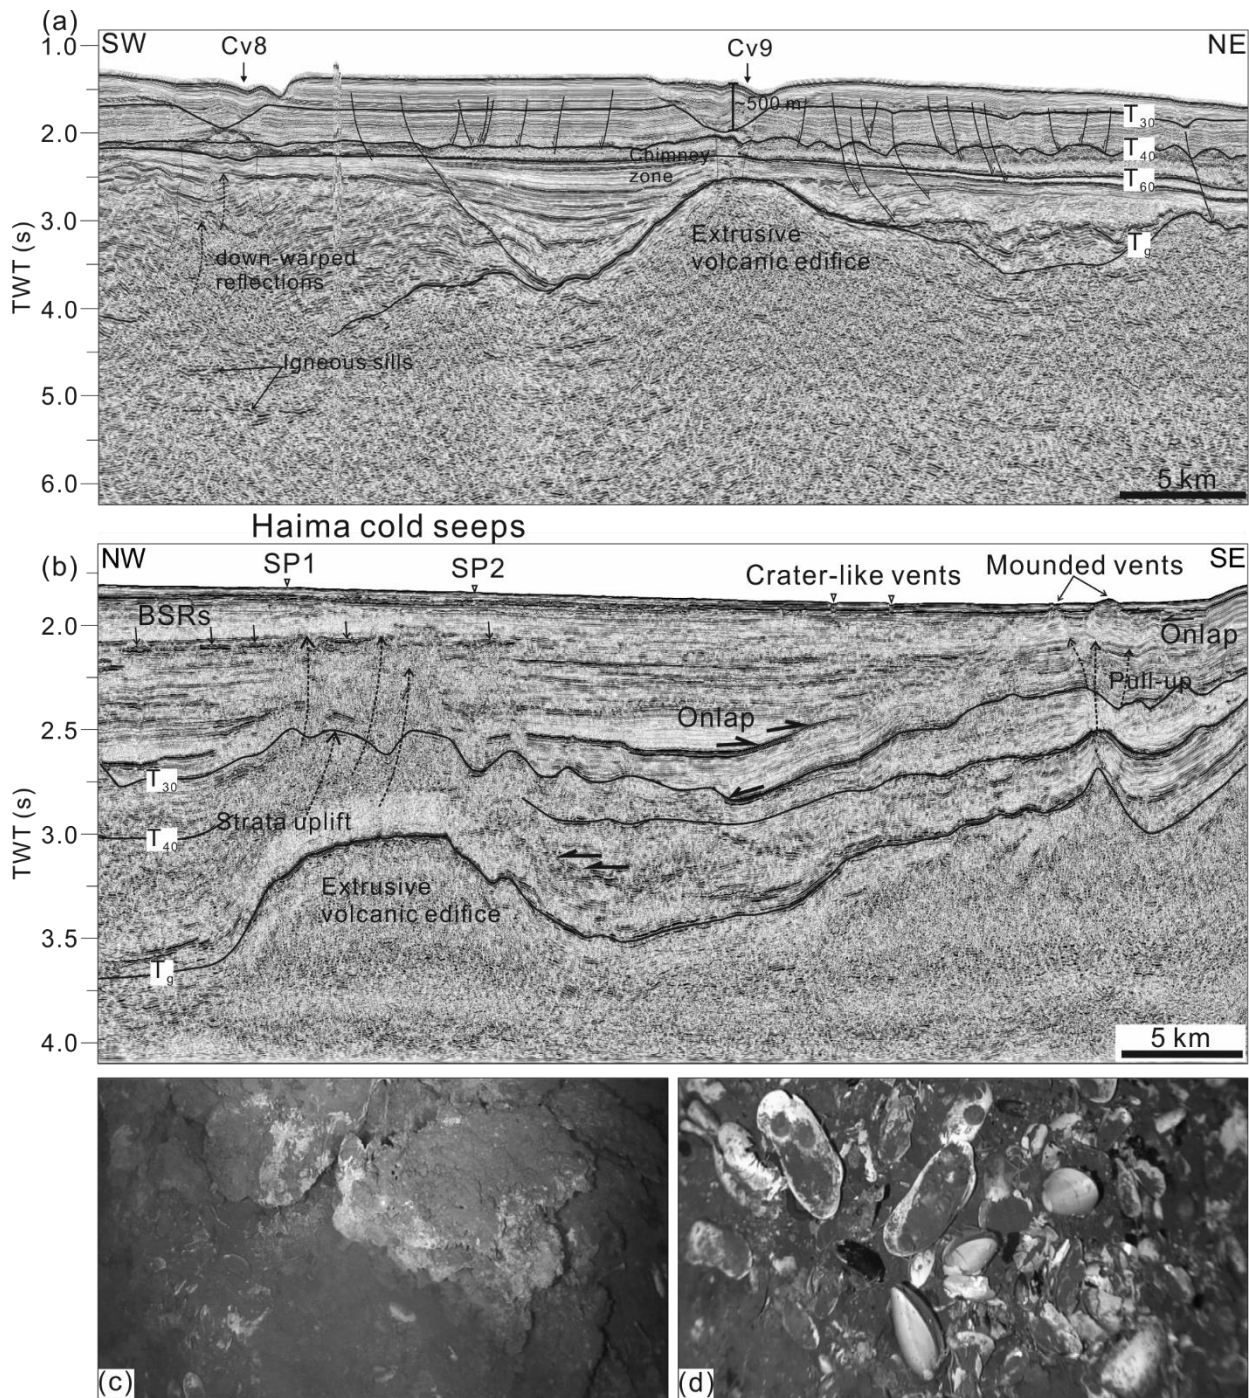 (a)
SW
Cv8
Cv9
NE
1.0
2.0
3.0
4.0
5.0
6.0
TWT (s)
~500 m
T30
T40
T60
Tg
Chimney
zone
Extrusive
volcanic edifice
down-warped
reflections
Igneous sills
5 km
Haima cold seeps
(b)
NW
SP1
SP2
Crater-like vents
Mounded vents
SE
BSRs
2.0
2.5
3.0
3.5
4.0
TWT (s)
Onlap
Pull-up
Onlap
T30
T40
Strata uplift
Extrusive
volcanic edifice
Tg
5 km
(c)
(d)